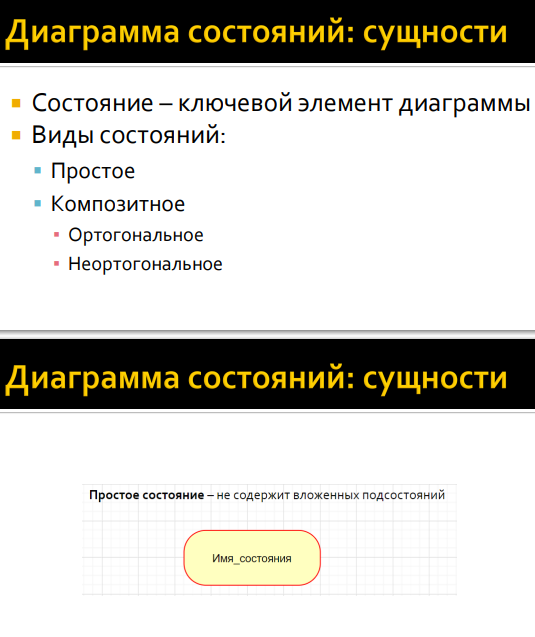 Диаграмма состояний: сущности
Состояние – ключевой элемент диаграммы
Виды состояний:
Простое
Композитное
Ортогональное
Неортогональное
Диаграмма состояний: сущности
Простое состояние – не содержит вложенных подсостояний
Имя_состояния